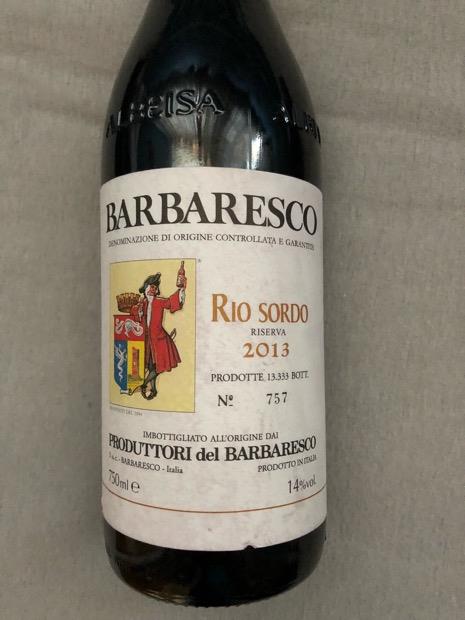 ALBEISA
BARBARESCO
DENOMINAZIONE DI ORIGINE CONTROLLATA E GARANTITA
®
RIO SORDO
RISERVA
2013
PRODOTTE 13.333 BOTT.
Nº 757
IMBOTTIGLIATO ALL'ORIGINE DAI
PRODUTTORI del BARBARESCO
s.a.c. - BARBARESCO - Italia
PRODOTTO IN ITALIA
750ml e
14%vol.